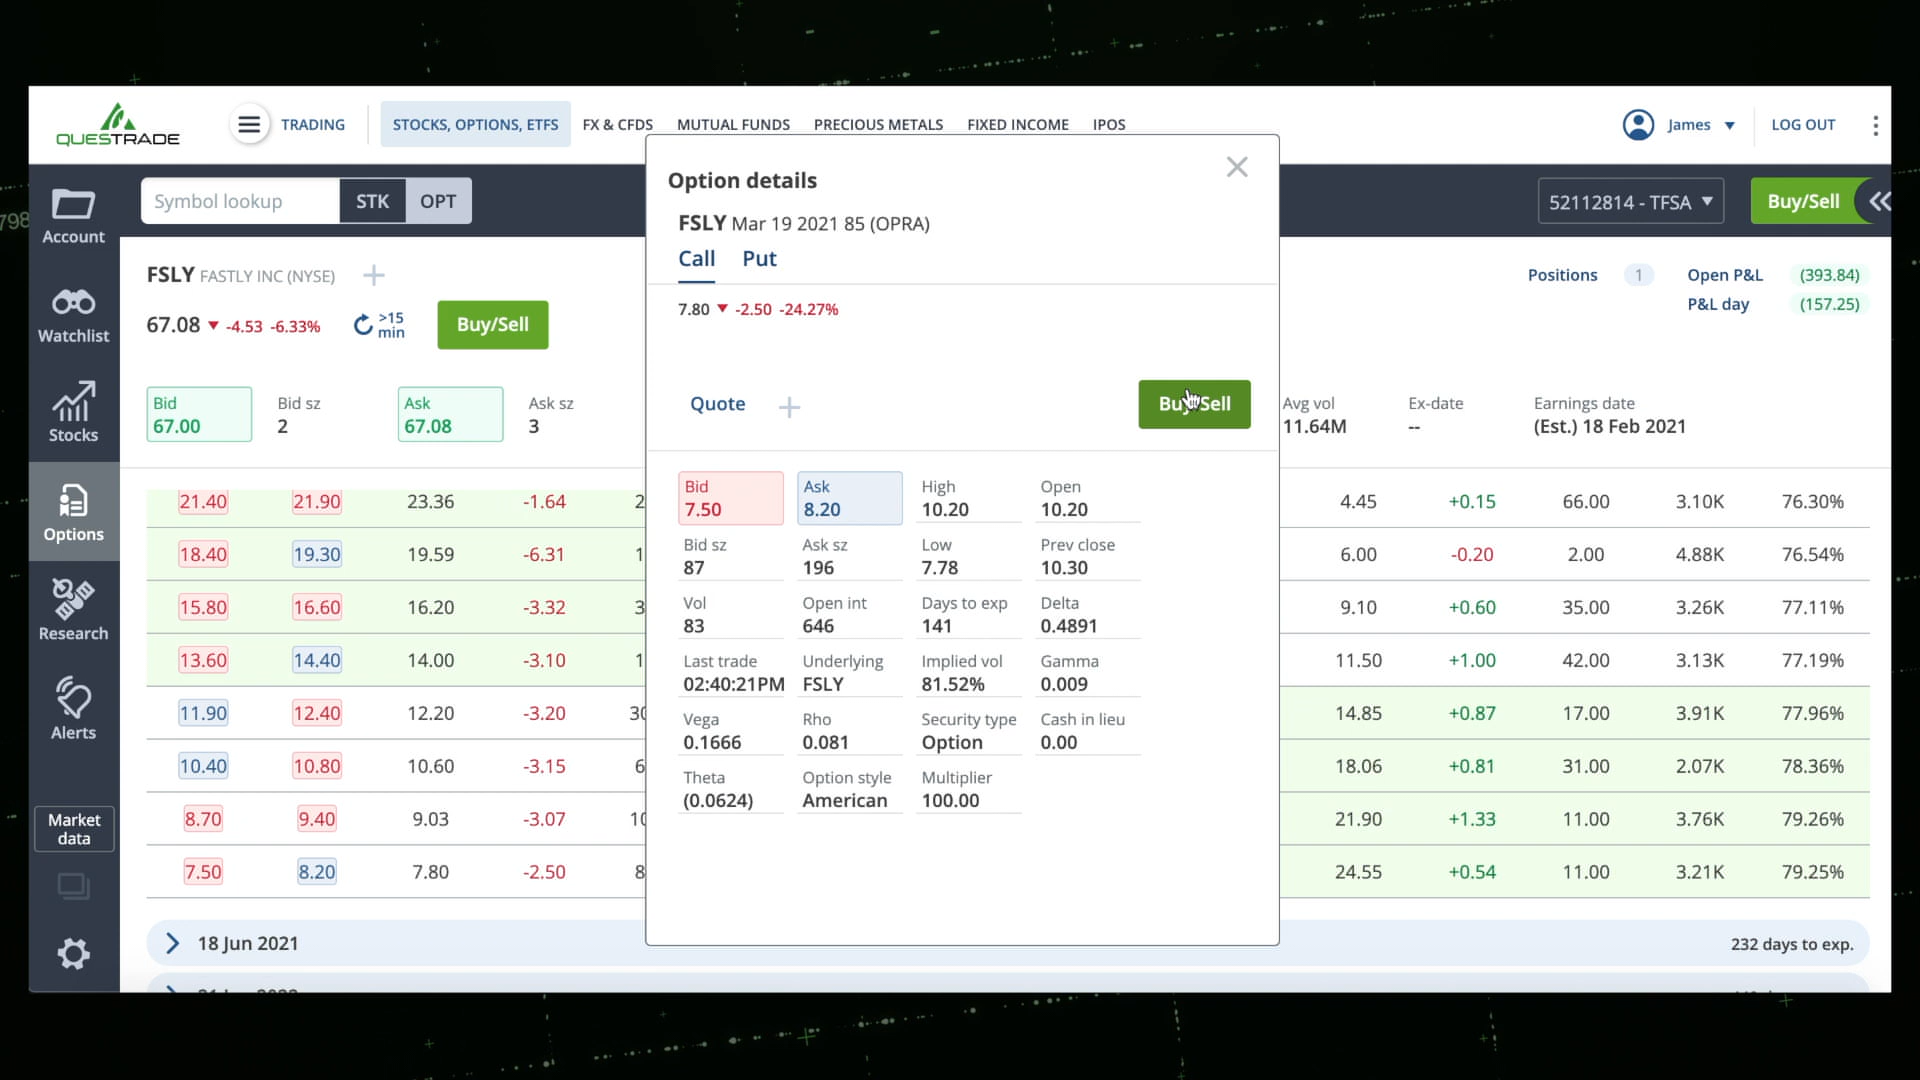 QUESTRADE
TRADING
STOCKS, OPTIONS, ETFS
FX & CFDS
MUTUAL FUNDS
PRECIOUS METALS
FIXED INCOME
IPOS
James
LOG OUT
Symbol lookup
STK
OPT
52112814 - TFSA
Buy/Sell
Account
Watchlist
Stocks
Options
Research
Alerts
Market
data
FSLY FASTLY INC (NYSE)
67.08 -4.53 -6.33%
>15
min
Buy/Sell
Bid
67.00
Bid sz
2
Ask
67.08
Ask sz
3
Positions 1
Open P&L (393.84)
P&L day (157.25)
Avg vol
11.64M
Ex-date
--
Earnings date
(Est.) 18 Feb 2021
Option details
FSLY Mar 19 2021 85 (OPRA)
Call Put
7.80 -2.50 -24.27%
Quote
Bid
7.50
Ask
8.20
High
10.20
Open
10.20
Bid sz
87
Ask sz
196
Low
7.78
Prev close
10.30
Vol
83
Open int
646
Days to exp
141
Delta
0.4891
Last trade
02:40:21PM
Underlying
FSLY
Implied vol
81.52%
Gamma
0.009
Vega
0.1666
Rho
0.081
Security type
Option
Cash in lieu
0.00
Theta
(0.0624)
Option style
American
Multiplier
100.00
21.40 21.90 23.36 -1.64
18.40 19.30 19.59 -6.31
15.80 16.60 16.20 -3.32
13.60 14.40 14.00 -3.10
11.90 12.40 12.20 -3.20
10.40 10.80 10.60 -3.15
8.70 9.40 9.03 -3.07
7.50 8.20 7.80 -2.50
4.45 +0.15 66.00 3.10K 76.30%
6.00 -0.20 2.00 4.88K 76.54%
9.10 +0.60 35.00 3.26K 77.11%
11.50 +1.00 42.00 3.13K 77.19%
14.85 +0.87 17.00 3.91K 77.96%
18.06 +0.81 31.00 2.07K 78.36%
21.90 +1.33 11.00 3.76K 79.26%
24.55 +0.54 11.00 3.21K 79.25%
18 Jun 2021
232 days to exp.